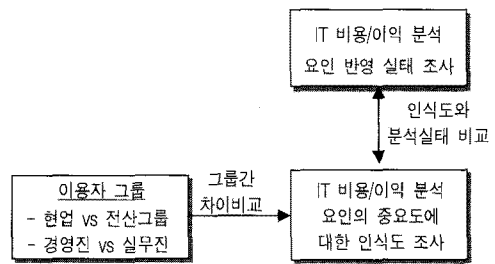 IT 비용/이익 분석
요인 반영 실태 조사
인식도와
분석실태 비교
이용자 그룹
- 현업 vs 전산그룹
- 경영진 vs 실무진
그룹간
차이비교
IT 비용/이익 분석
요인의 중요도에
대한 인식도 조사